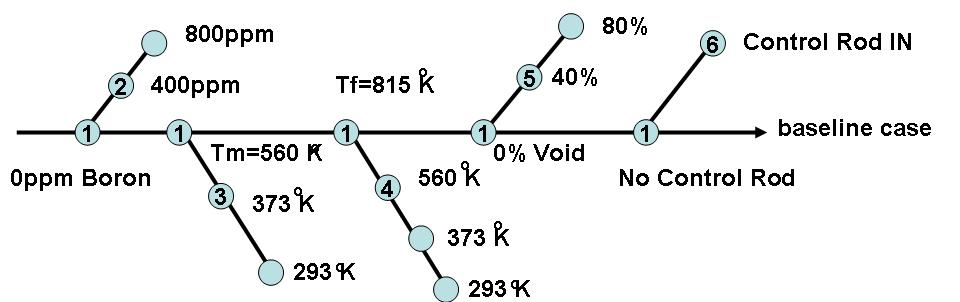 800ppm
2
400ppm
1
0ppm Boron
1
Tm=560 °K
3
373 °K
293 °K
Tf=815 °K
1
4
560 °K
373 °K
293 °K
80%
5
40%
1
0% Void
6
Control Rod IN
1
No Control Rod
baseline case